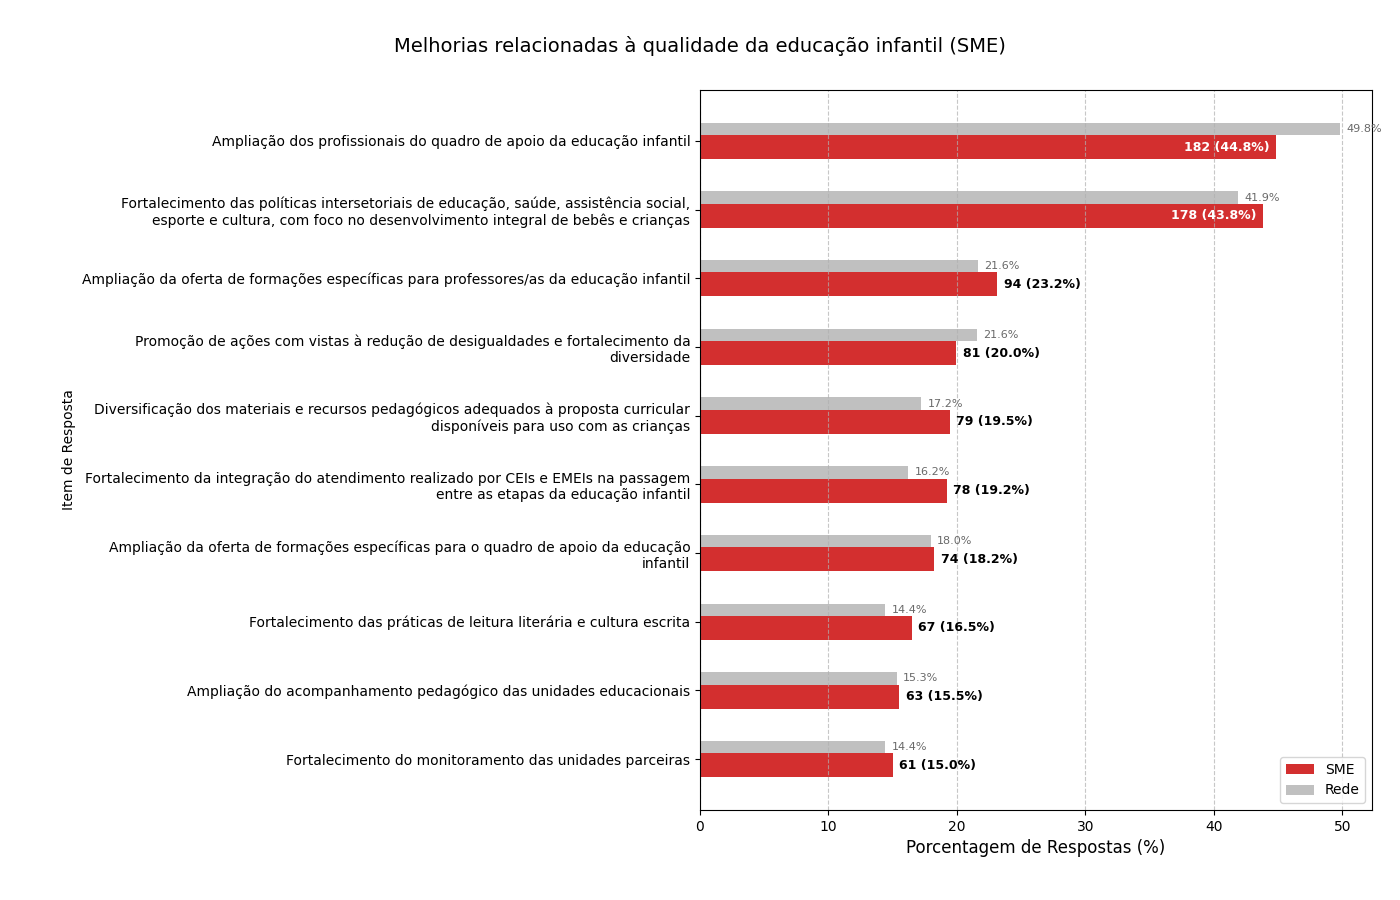 Melhorias relacionadas à qualidade da educação infantil (SME)
Item de Resposta
Ampliação dos profissionais do quadro de apoio da educação infantil
49.8%
182 (44.8%)
Fortalecimento das políticas intersetoriais de educação, saúde, assistência social,
esporte e cultura, com foco no desenvolvimento integral de bebês e crianças
41.9%
178 (43.8%)
Ampliação da oferta de formações específicas para professores/as da educação infantil
21.6%
94 (23.2%)
Promoção de ações com vistas à redução de desigualdades e fortalecimento da
diversidade
21.6%
81 (20.0%)
Diversificação dos materiais e recursos pedagógicos adequados à proposta curricular
disponíveis para uso com as crianças
17.2%
79 (19.5%)
Fortalecimento da integração do atendimento realizado por CEIs e EMEIs na passagem
entre as etapas da educação infantil
16.2%
78 (19.2%)
Ampliação da oferta de formações específicas para o quadro de apoio da educação
infantil
18.0%
74 (18.2%)
Fortalecimento das práticas de leitura literária e cultura escrita
14.4%
67 (16.5%)
Ampliação do acompanhamento pedagógico das unidades educacionais
15.3%
63 (15.5%)
Fortalecimento do monitoramento das unidades parceiras
14.4%
61 (15.0%)
SME
Rede
0 10 20 30 40 50
Porcentagem de Respostas (%)